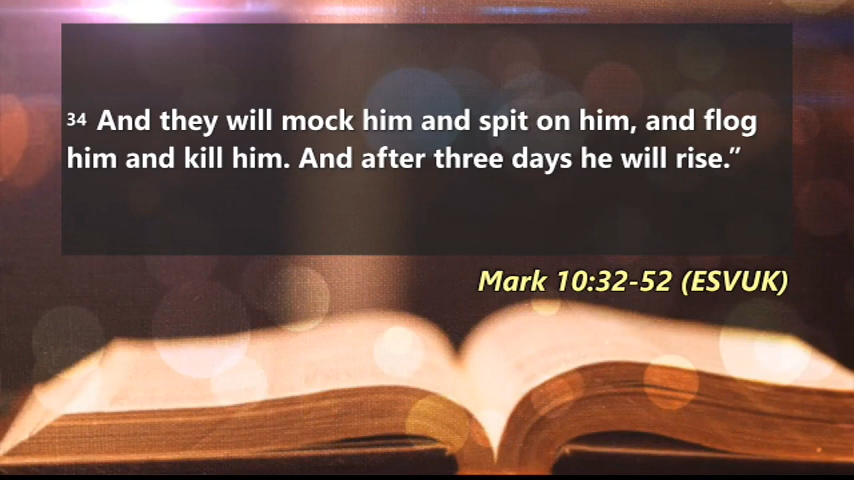 34 And they will mock him and spit on him, and flog
him and kill him. And after three days he will rise.”
Mark 10:32-52 (ESVUK)